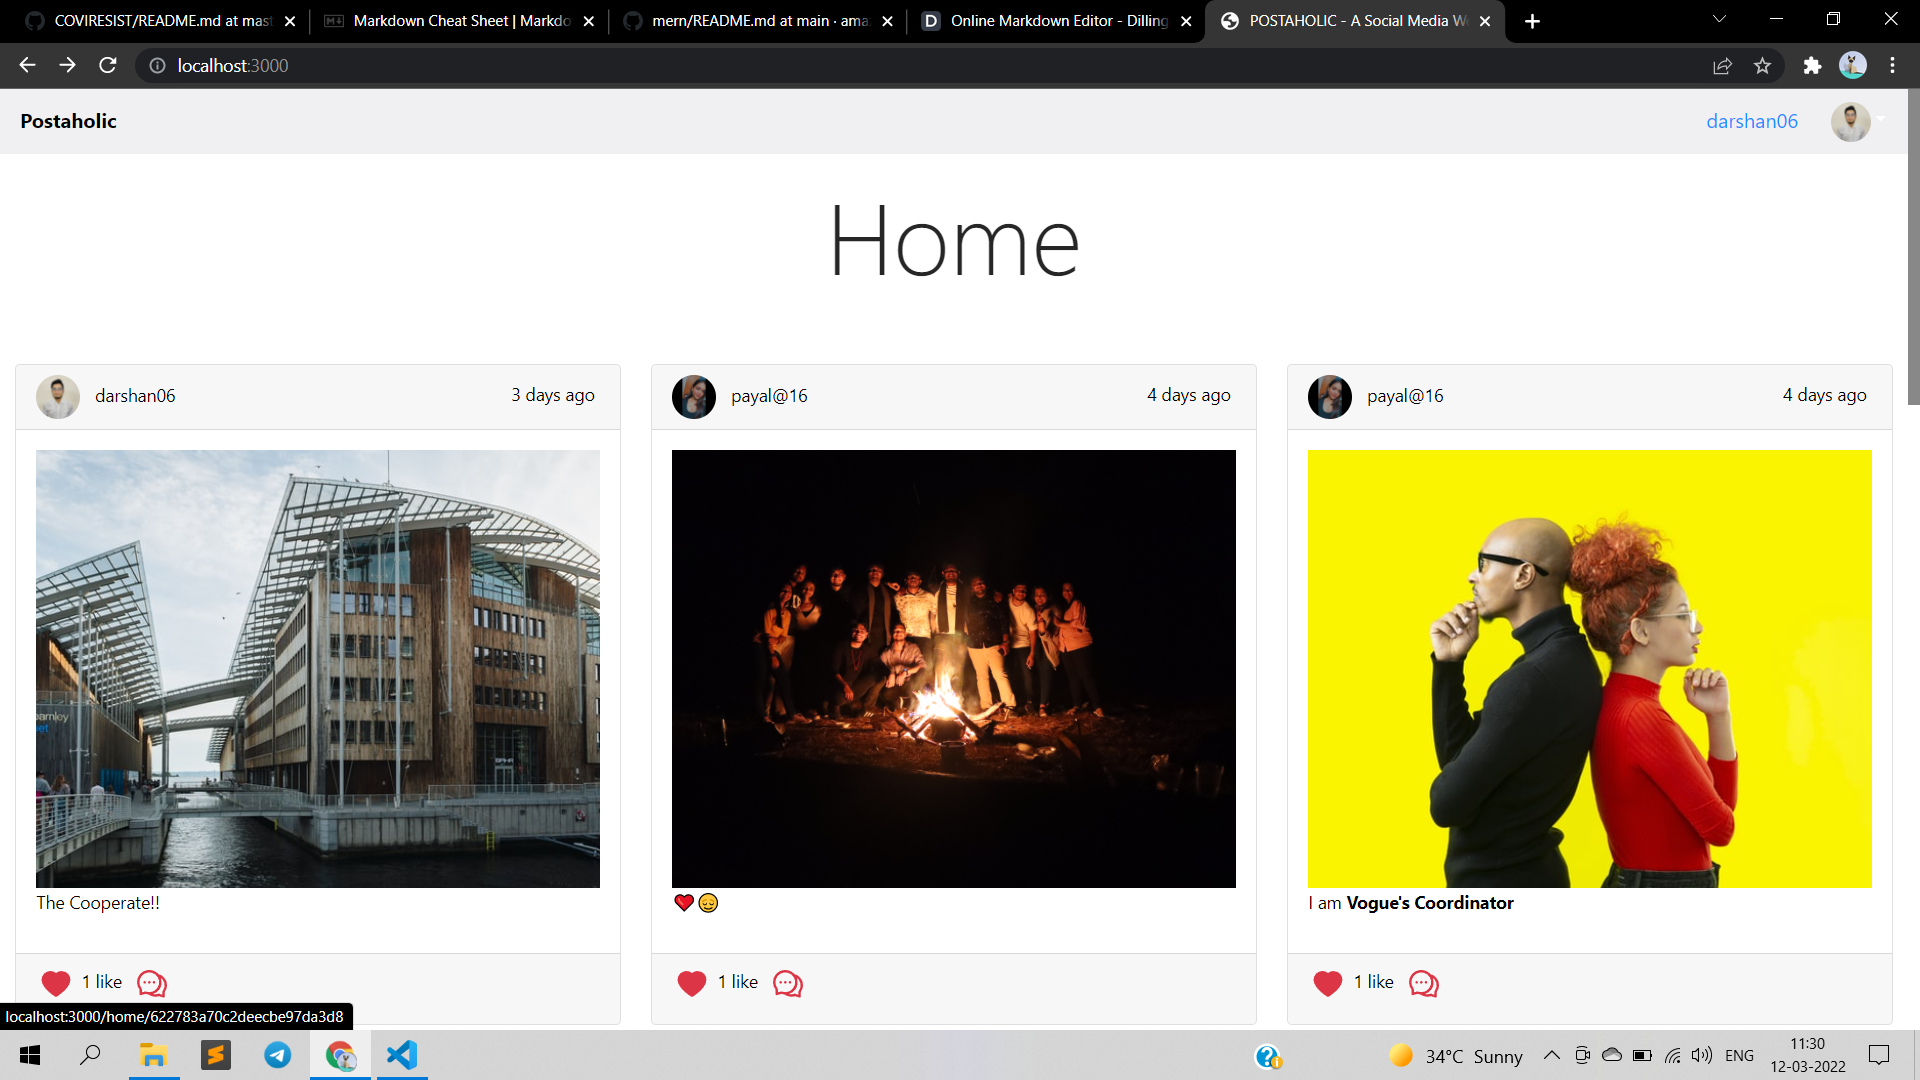 COVIRESIST/README.md at mast
Markdown Cheat Sheet | Markdo
mern/README.md at main · ama
Online Markdown Editor - Dilling
POSTAHOLIC - A Social Media W
localhost:3000
Postaholic
darshan06
Home
darshan06
3 days ago
payal@16
4 days ago
payal@16
4 days ago
The Cooperate!!
❤😌
I am Vogue's Coordinator
1 like
1 like
1 like
localhost:3000/home/622783a70c2deecbe97da3d8
34°C Sunny
ENG
11:30
12-03-2022